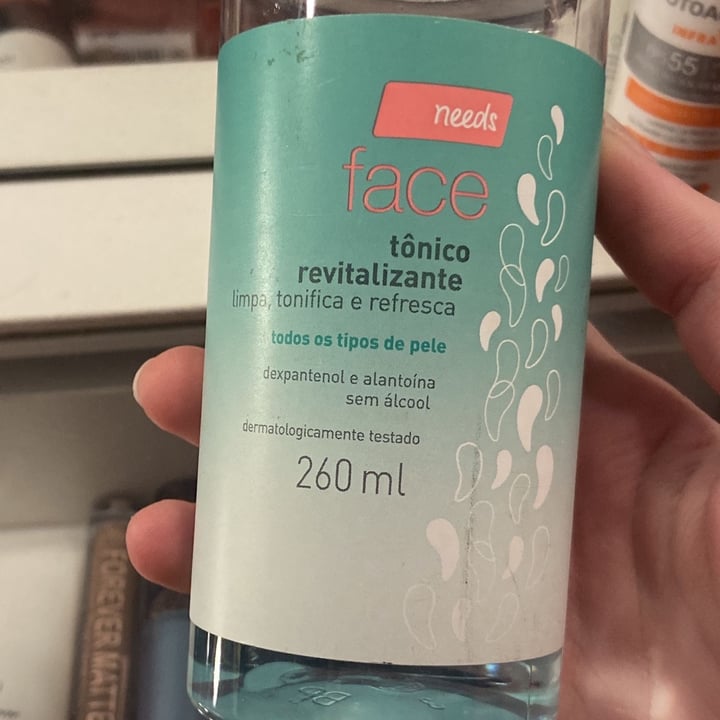 needs
face
tônico
revitalizante
limpa, tonifica e refresca
todos os tipos de pele
dexpantenol e alantoína
sem álcool
dermatologicamente testado
260 ml
55
FOREVER MATTE